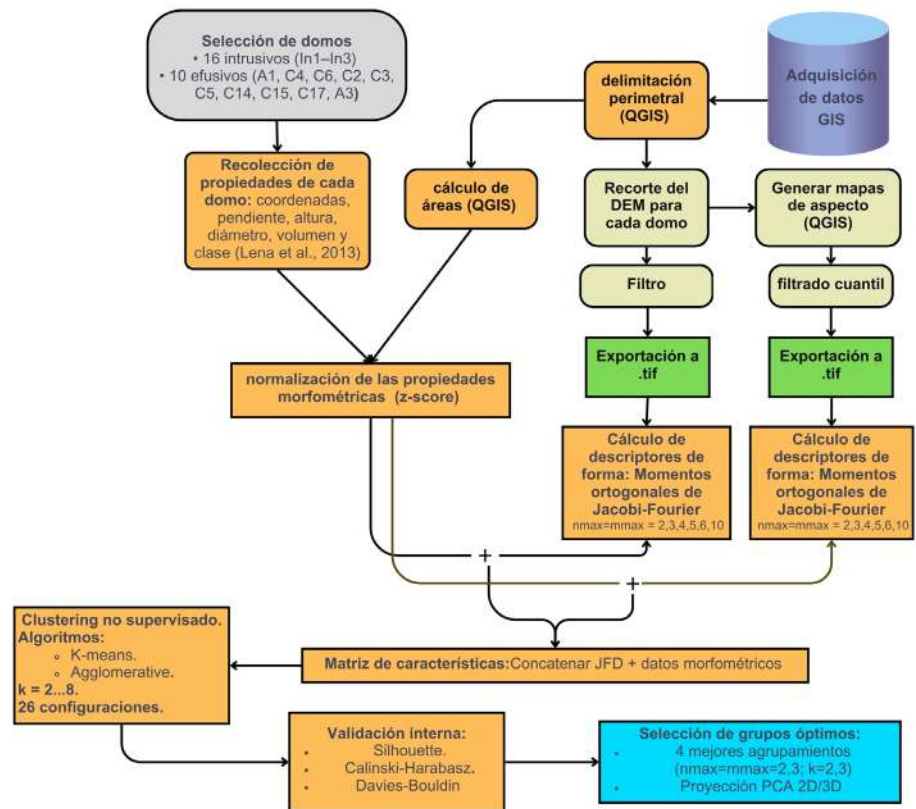 Selección de domos
• 16 intrusivos (In1–In3)
• 10 efusivos (A1, C4, C6, C2, C3,
C5, C14, C15, C17, A3)
delimitación
perimetral
(QGIS)
Adquisición
de datos
GIS
Recolección de
propiedades de cada
domo: coordenadas,
pendiente, altura,
diámetro, volumen y
clase (Lena et al., 2013)
cálculo de
áreas (QGIS)
Recorte del
DEM para
cada domo
Generar mapas
de aspecto
(QGIS)
Filtro
filtrado cuantil
Exportación a
.tif
Exportación a
.tif
normalización de las propiedades
morfométricas (z-score)
Cálculo de
descriptores de
forma: Momentos
ortogonales de
Jacobi-Fourier
nmax=mmax = 2,3,4,5,6,10
Cálculo de
descriptores de
forma: Momentos
ortogonales de
Jacobi-Fourier
nmax=mmax = 2,3,4,5,6,10
+
+
Clustering no supervisado.
Algoritmos:
◦ K-means.
◦ Agglomerative.
k = 2...8.
26 configuraciones.
Matriz de características:Concatenar JFD + datos morfométricos
Validación interna:
• Silhouette.
• Calinski-Harabasz.
• Davies-Bouldin
Selección de grupos óptimos:
• 4 mejores agrupamientos
(nmax=mmax=2,3; k=2,3)
• Proyección PCA 2D/3D